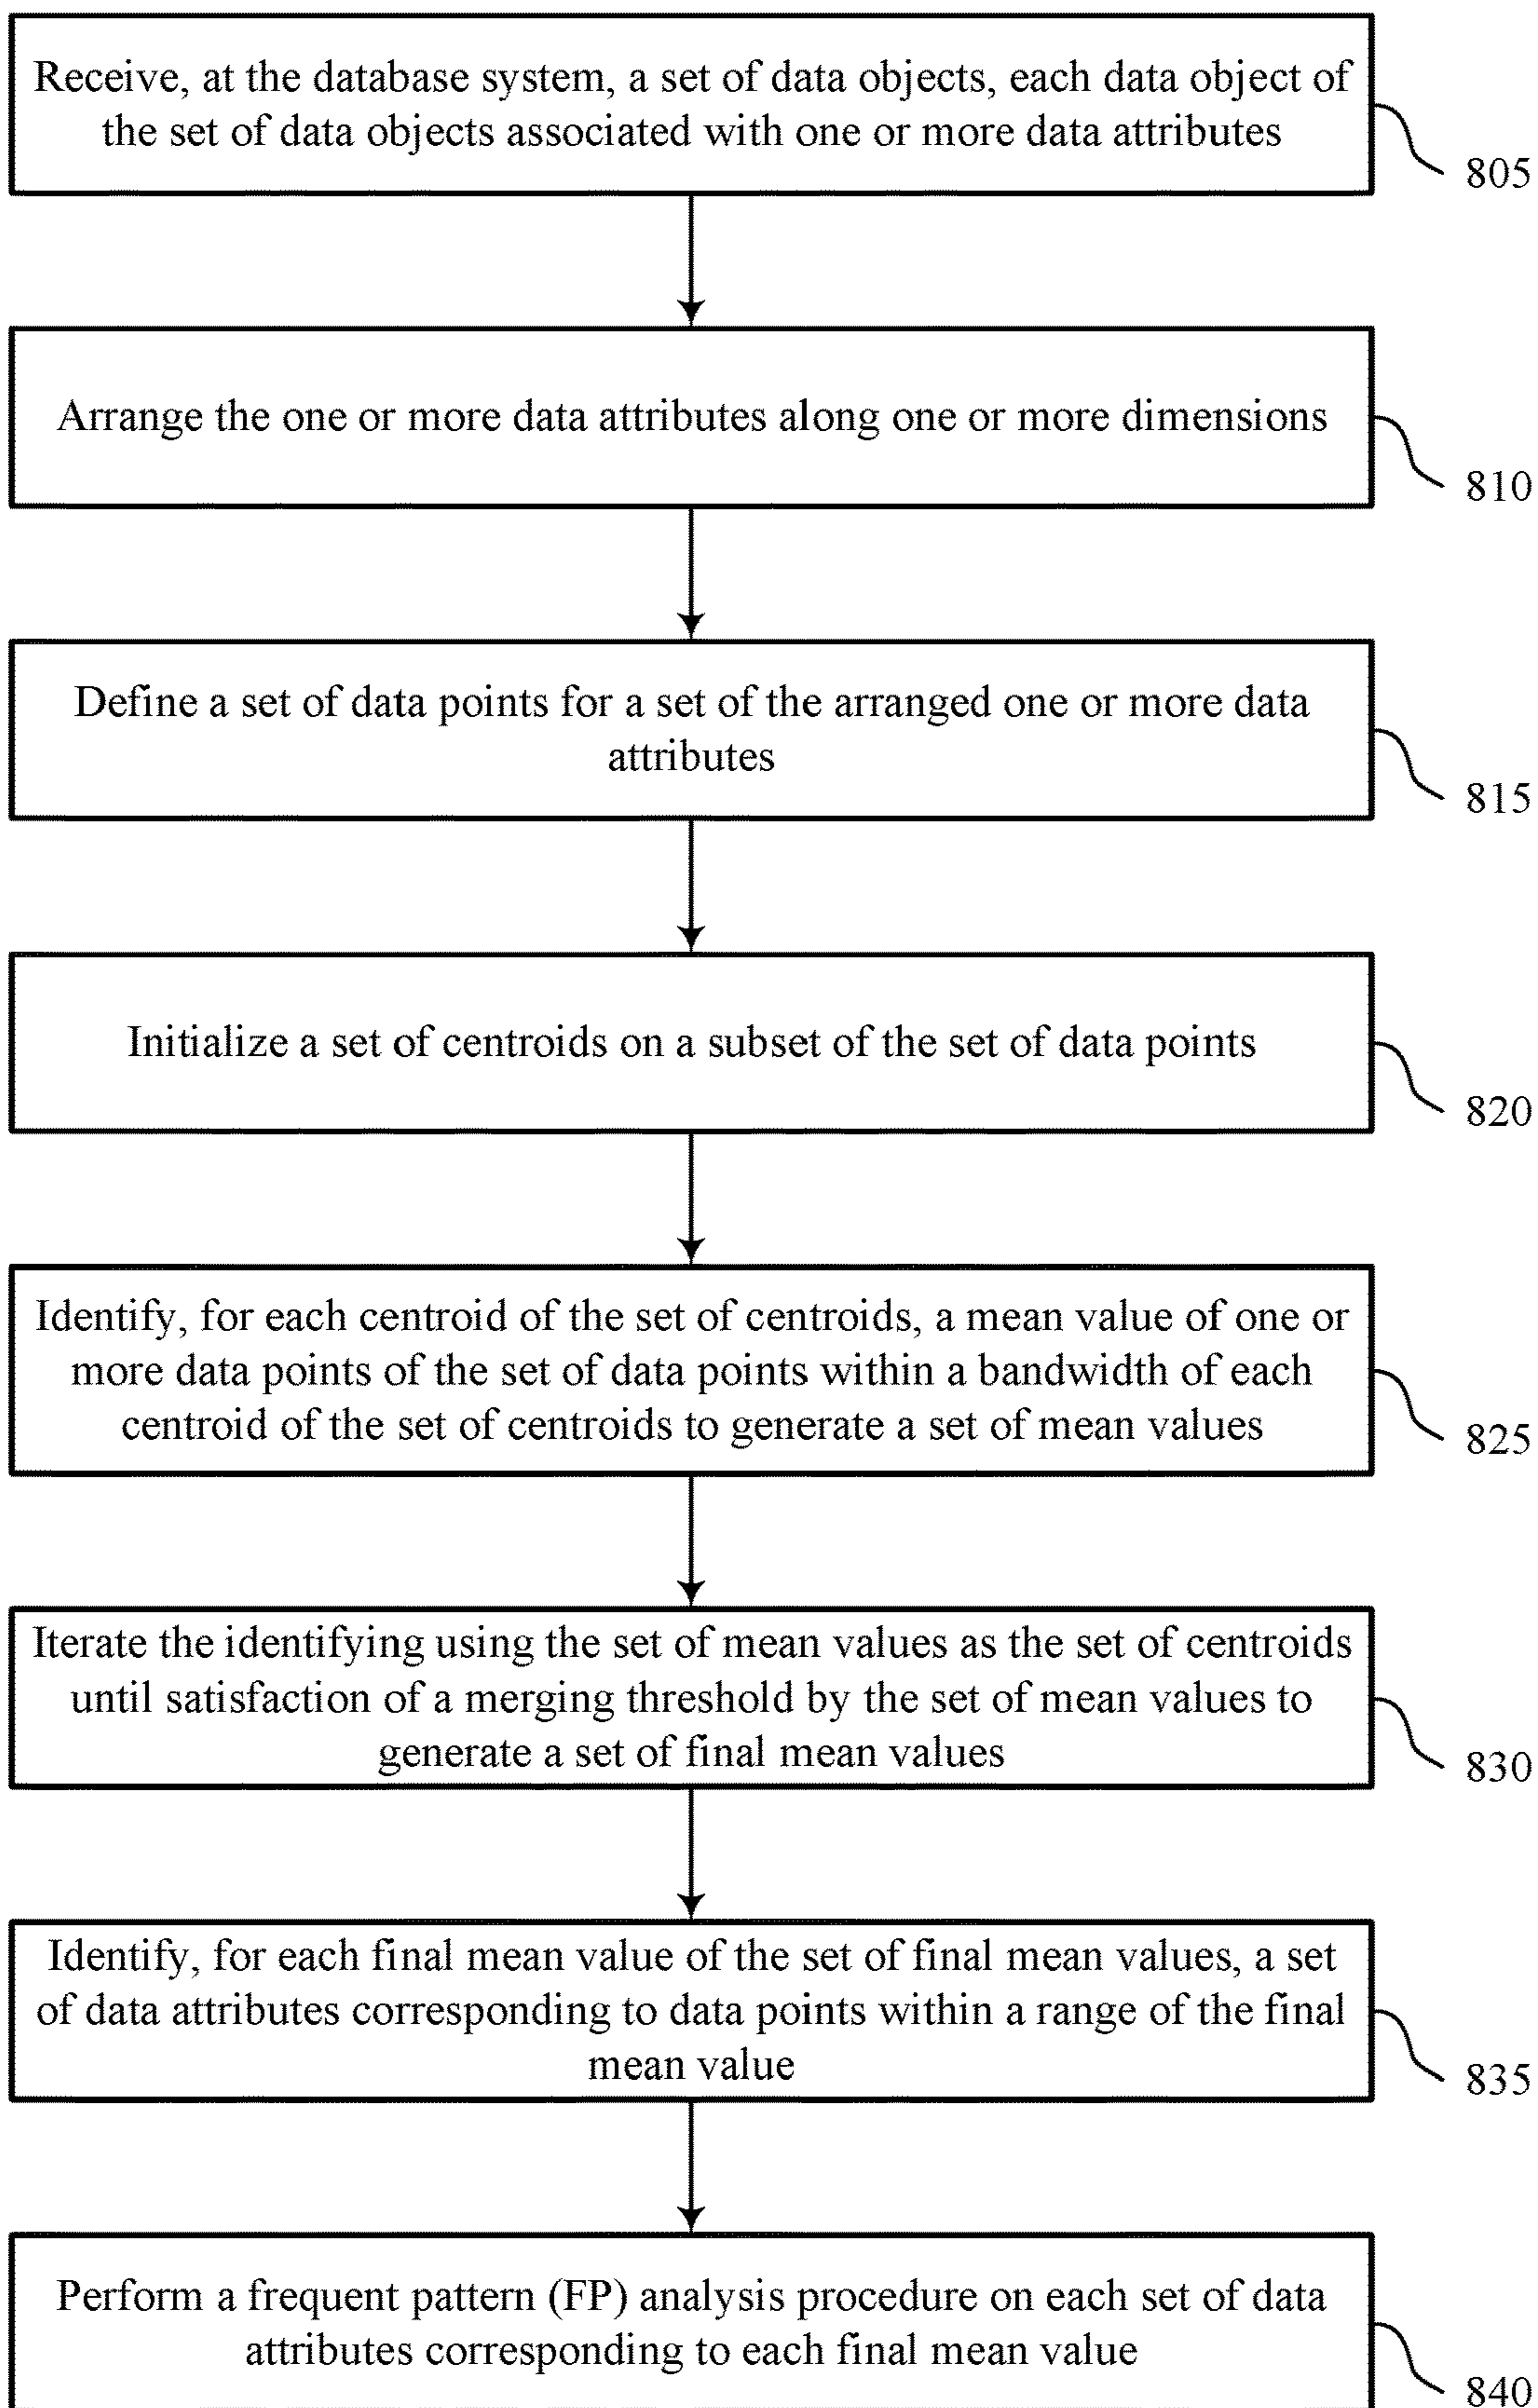 Receive, at the database system, a set of data objects, each data object of
the set of data objects associated with one or more data attributes
805
Arrange the one or more data attributes along one or more dimensions
810
Define a set of data points for a set of the arranged one or more data
attributes
815
Initialize a set of centroids on a subset of the set of data points
820
Identify, for each centroid of the set of centroids, a mean value of one or
more data points of the set of data points within a bandwidth of each
centroid of the set of centroids to generate a set of mean values
825
Iterate the identifying using the set of mean values as the set of centroids
until satisfaction of a merging threshold by the set of mean values to
generate a set of final mean values
830
Identify, for each final mean value of the set of final mean values, a set
of data attributes corresponding to data points within a range of the final
mean value
835
Perform a frequent pattern (FP) analysis procedure on each set of data
attributes corresponding to each final mean value
840